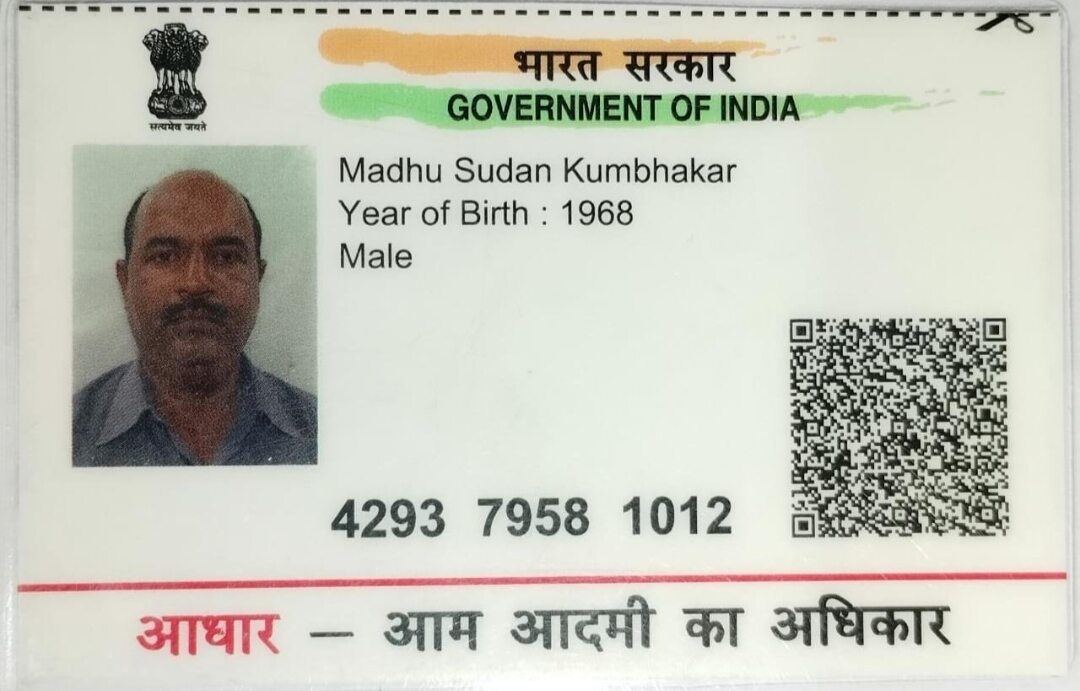 सत्यमेव जयते
भारत सरकार
GOVERNMENT OF INDIA
Madhu Sudan Kumbhakar
Year of Birth : 1968
Male
4293 7958 1012
आधार — आम आदमी का अधिकार